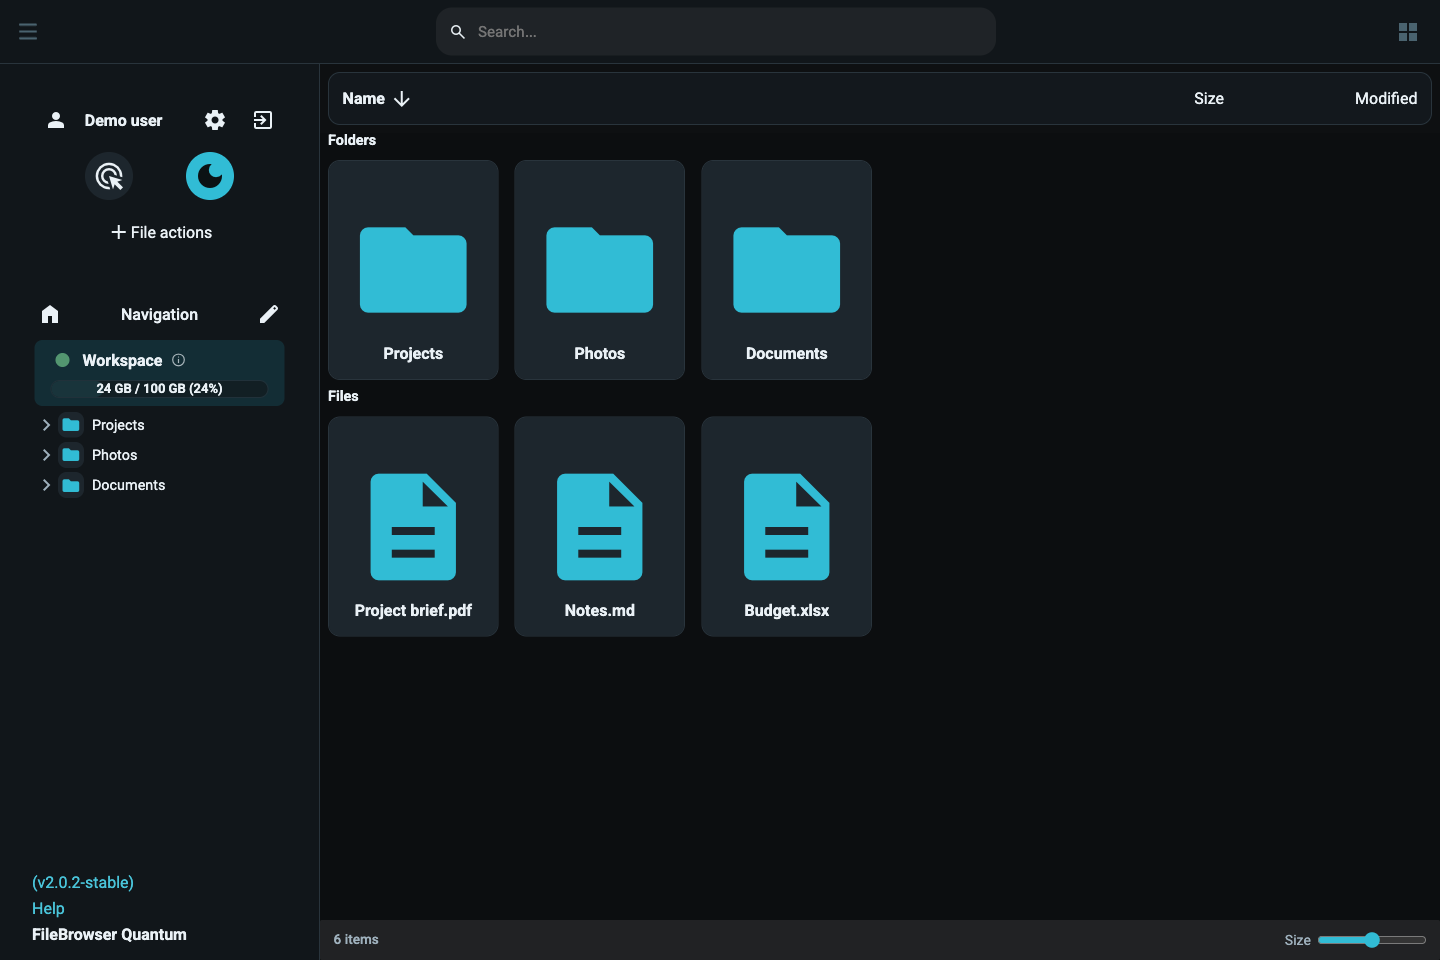 Search...
Demo user
File actions
Navigation
Workspace
24 GB / 100 GB (24%)
Projects
Photos
Documents
(v2.0.2-stable)
Help
FileBrowser Quantum
Name Size Modified
Folders
Projects Photos Documents
Files
Project brief.pdf Notes.md Budget.xlsx
6 items Size